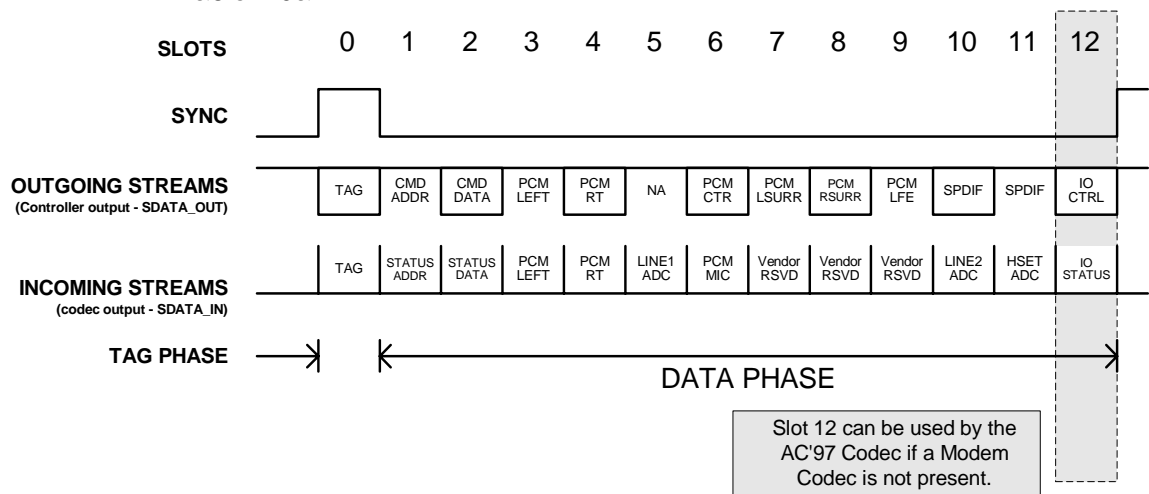 SLOTS 0 1 2 3 4 5 6 7 8 9 10 11 12
SYNC
OUTGOING STREAMS
(Controller output - SDATA_OUT)
TAG
CMD
ADDR
CMD
DATA
PCM
LEFT
PCM
RT
NA
PCM
CTR
PCM
LSURR
PCM
RSURR
PCM
LFE
SPDIF
SPDIF
IO
CTRL
INCOMING STREAMS
(codec output - SDATA_IN)
TAG
STATUS
ADDR
STATUS
DATA
PCM
LEFT
PCM
RT
LINE1
ADC
PCM
MIC
Vendor
RSVD
Vendor
RSVD
Vendor
RSVD
LINE2
ADC
HSET
ADC
IO
STATUS
TAG PHASE
DATA PHASE
Slot 12 can be used by the
AC'97 Codec if a Modem
Codec is not present.